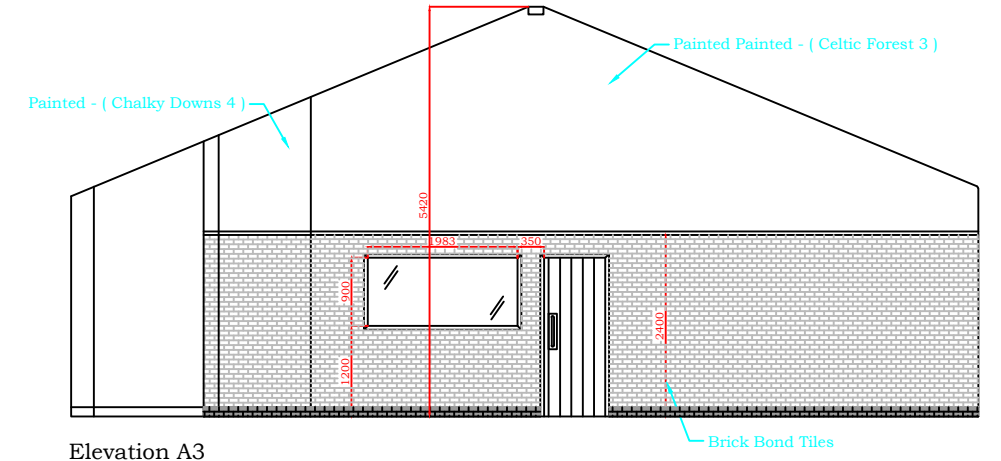 Painted Painted - ( Celtic Forest 3 )
Painted - ( Chalky Downs 4 )
5420
1983
350
900
2400
1200
Brick Bond Tiles
Elevation A3